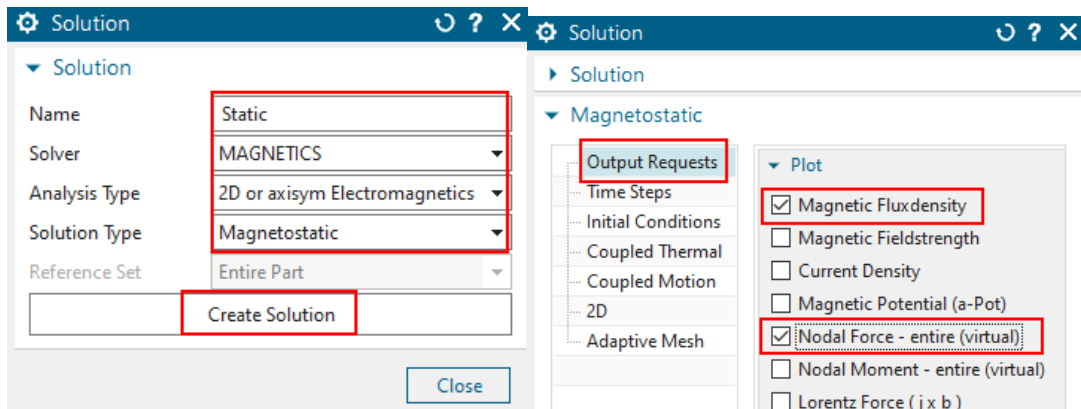 Solution
Solution
Name Static
Solver MAGNETICS
Analysis Type 2D or axisym Electromagnetics
Solution Type Magnetostatic
Reference Set Entire Part
Create Solution
Close
Solution
Solution
Magnetostatic
Output Requests
Time Steps
Initial Conditions
Coupled Thermal
Coupled Motion
2D
Adaptive Mesh
Plot
Magnetic Fluxdensity
Magnetic Fieldstrength
Current Density
Magnetic Potential (a-Pot)
Nodal Force - entire (virtual)
Nodal Moment - entire (virtual)
Lorentz Force ( j x b )